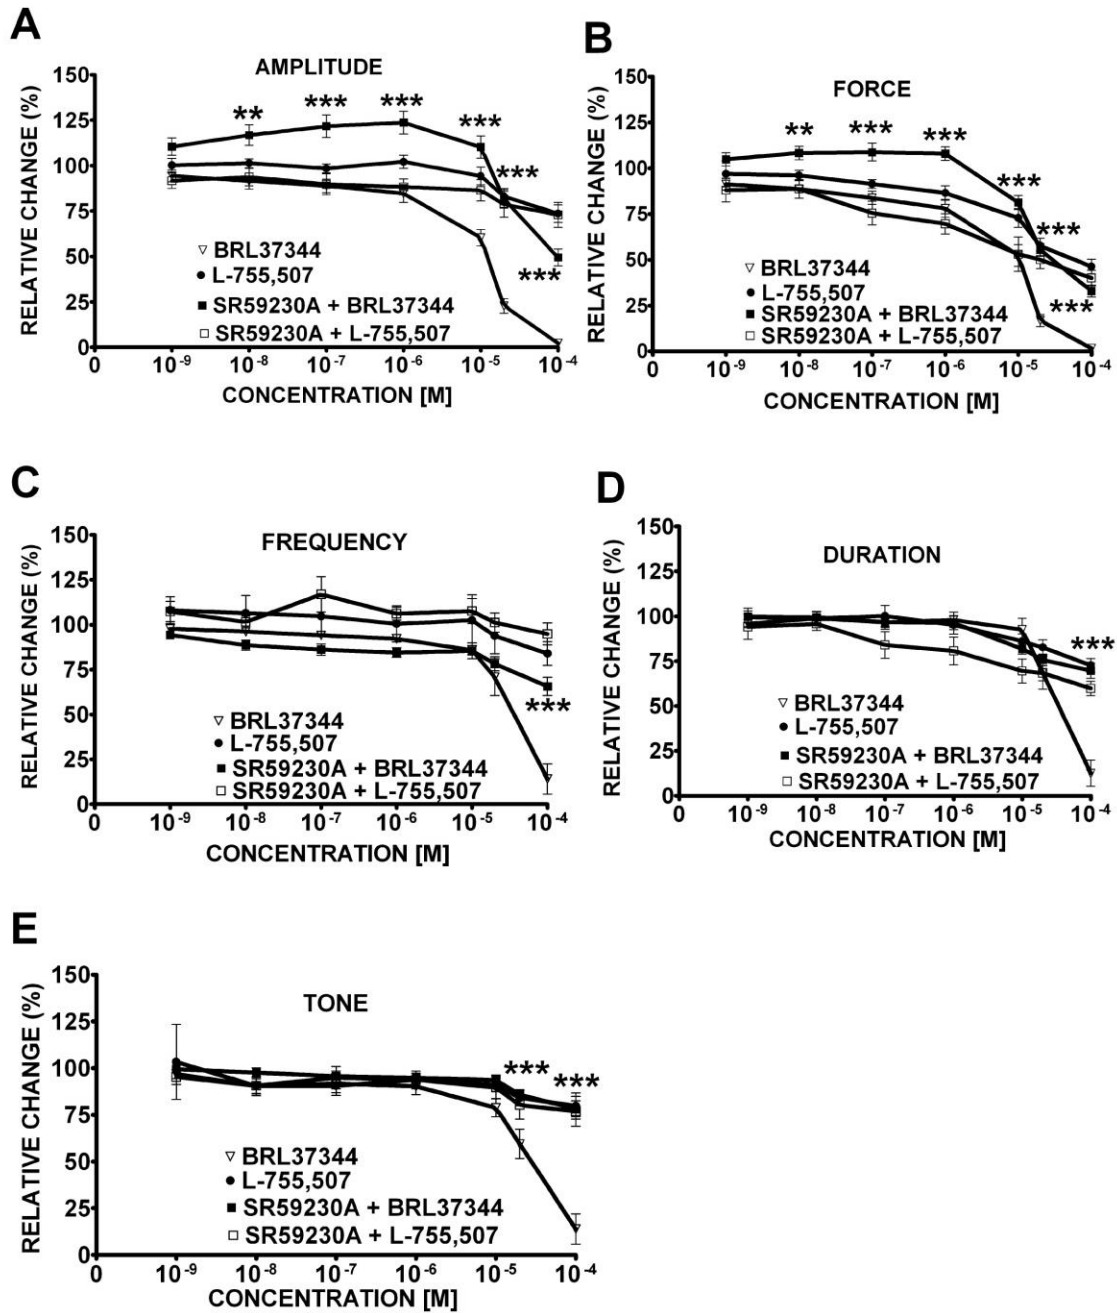 A
AMPLITUDE
RELATIVE CHANGE (%)
150
125
100
75
50
25
0
** *** *** ***
***
***
BRL37344
L-755,507
SR59230A + BRL37344
SR59230A + L-755,507
0 10⁻⁹ 10⁻⁸ 10⁻⁷ 10⁻⁶ 10⁻⁵ 10⁻⁴
CONCENTRATION [M]
B
FORCE
RELATIVE CHANGE (%)
150
125
100
75
50
25
0
** *** ***
***
***
***
BRL37344
L-755,507
SR59230A + BRL37344
SR59230A + L-755,507
0 10⁻⁹ 10⁻⁸ 10⁻⁷ 10⁻⁶ 10⁻⁵ 10⁻⁴
CONCENTRATION [M]
C
FREQUENCY
RELATIVE CHANGE (%)
150
125
100
75
50
25
0
***
BRL37344
L-755,507
SR59230A + BRL37344
SR59230A + L-755,507
0 10⁻⁹ 10⁻⁸ 10⁻⁷ 10⁻⁶ 10⁻⁵ 10⁻⁴
CONCENTRATION [M]
D
DURATION
RELATIVE CHANGE (%)
150
125
100
75
50
25
0
***
BRL37344
L-755,507
SR59230A + BRL37344
SR59230A + L-755,507
0 10⁻⁹ 10⁻⁸ 10⁻⁷ 10⁻⁶ 10⁻⁵ 10⁻⁴
CONCENTRATION [M]
E
TONE
RELATIVE CHANGE (%)
150
125
100
75
50
25
0
***
***
BRL37344
L-755,507
SR59230A + BRL37344
SR59230A + L-755,507
0 10⁻⁹ 10⁻⁸ 10⁻⁷ 10⁻⁶ 10⁻⁵ 10⁻⁴
CONCENTRATION [M]